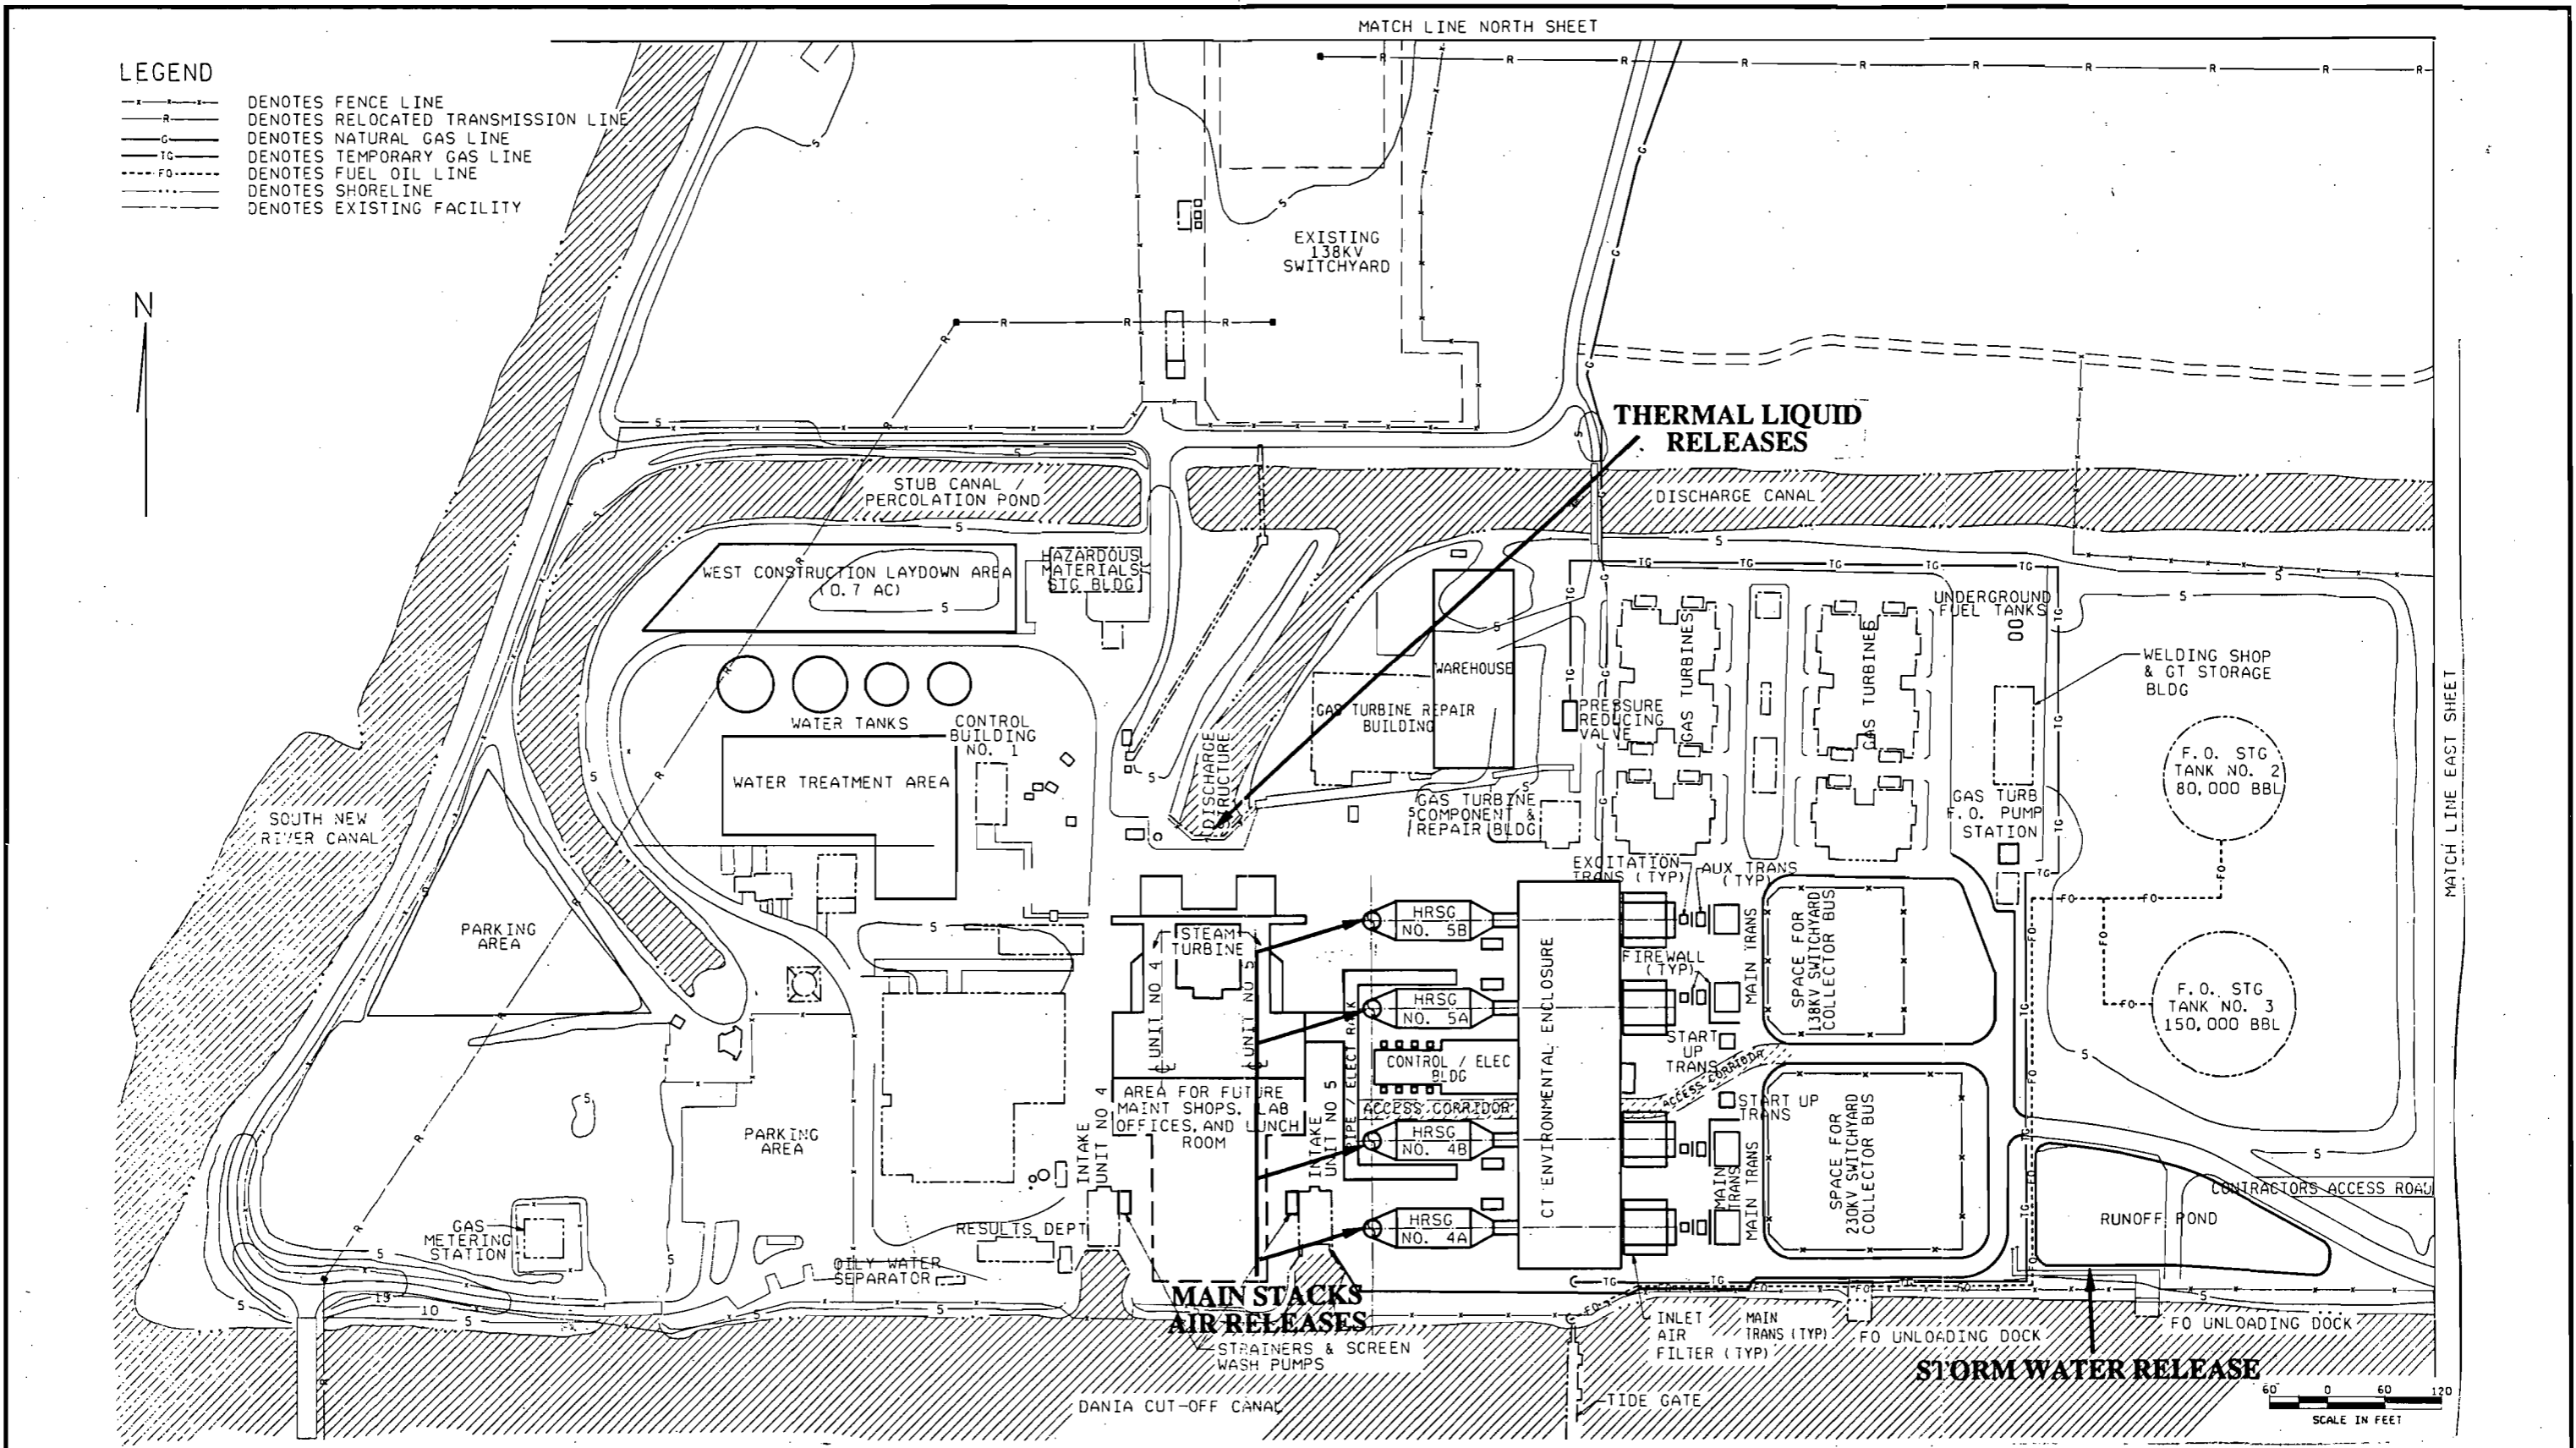 MATCH LINE NORTH SHEET
LEGEND
DENOTES FENCE LINE
R DENOTES RELOCATED TRANSMISSION LINE
G DENOTES NATURAL GAS LINE
TG DENOTES TEMPORARY GAS LINE
FO DENOTES FUEL OIL LINE
DENOTES SHORELINE
DENOTES EXISTING FACILITY
N
EXISTING
138KV
SWITCHYARD
THERMAL LIQUID
RELEASES
STUB CANAL /
PERCOLATION POND
DISCHARGE CANAL
WEST CONSTRUCTION LAYDOWN AREA
(0.7 AC)
HAZARDOUS
MATERIALS
STG BLDG
UNDERGROUND
FUEL TANKS
WELDING SHOP
& GT STORAGE
BLDG
WAREHOUSE
GAS TURBINES
GAS TURBINES
WATER TANKS
CONTROL
BUILDING
NO. 1
GAS TURBINE REPAIR
BUILDING
PRESSURE
REDUCING
VALVE
DISCHARGE
STRUCTURE
WATER TREATMENT AREA
F.O. STG
TANK NO. 2
80,000 BBL
MATCH LINE EAST SHEET
SOUTH NEW
RIVER CANAL
GAS TURBINE
COMPONENT &
REPAIR BLDG
GAS TURB
F.O. PUMP
STATION
EXCITATION
TRANS (TYP)
AUX TRANS
(TYP)
PARKING
AREA
STEAM
TURBINE
UNIT NO 4
UNIT NO 5
HRSG
NO. 5B
HRSG
NO. 5A
FIREWALL
(TYP)
MAIN TRANS
SPACE FOR
138KV SWITCHYARD
COLLECTOR BUS
F.O. STG
TANK NO. 3
150,000 BBL
PIPE / ELECT RACK
CONTROL / ELEC
BLDG
CT ENVIRONMENTAL ENCLOSURE
START
UP
TRANS
ACCESS CORRIDOR
ACCESS CORRIDOR
START UP
TRANS
AREA FOR FUTURE
MAINT SHOPS, LAB
OFFICES, AND LUNCH
ROOM
PARKING
AREA
INTAKE
UNIT NO 4
INTAKE
UNIT NO 5
HRSG
NO. 4B
HRSG
NO. 4A
MAIN
TRANS
MAIN TRANS
SPACE FOR
230KV SWITCHYARD
COLLECTOR BUS
CONTRACTORS ACCESS ROAD
RUNOFF POND
GAS
METERING
STATION
RESULTS DEPT
OILY WATER
SEPARATOR
MAIN STACKS
AIR RELEASES
STRAINERS & SCREEN
WASH PUMPS
INLET
AIR
FILTER (TYP)
MAIN
TRANS (TYP)
FO UNLOADING DOCK
FO UNLOADING DOCK
STORM WATER RELEASE
DANIA CUT-OFF CANAL
TIDE GATE
60 0 60 120
SCALE IN FEET